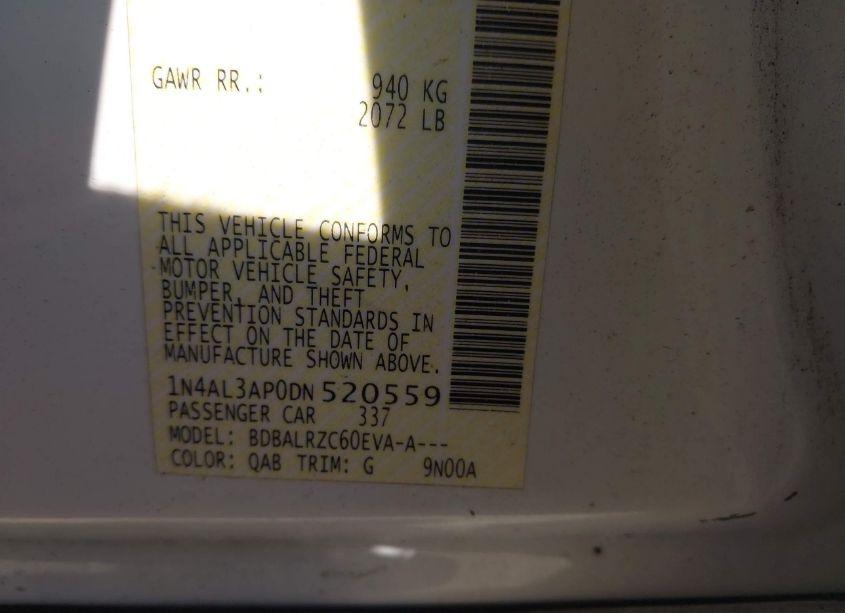 GAWR RR.: 940 KG
2072 LB
THIS VEHICLE CONFORMS TO
ALL APPLICABLE FEDERAL
MOTOR VEHICLE SAFETY,
BUMPER, AND THEFT
PREVENTION STANDARDS IN
EFFECT ON THE DATE OF
MANUFACTURE SHOWN ABOVE.
1N4AL3AP0DN520559
PASSENGER CAR 337
MODEL: BDBALRZC60EVA-A---
COLOR: QAB TRIM: G 9N00A